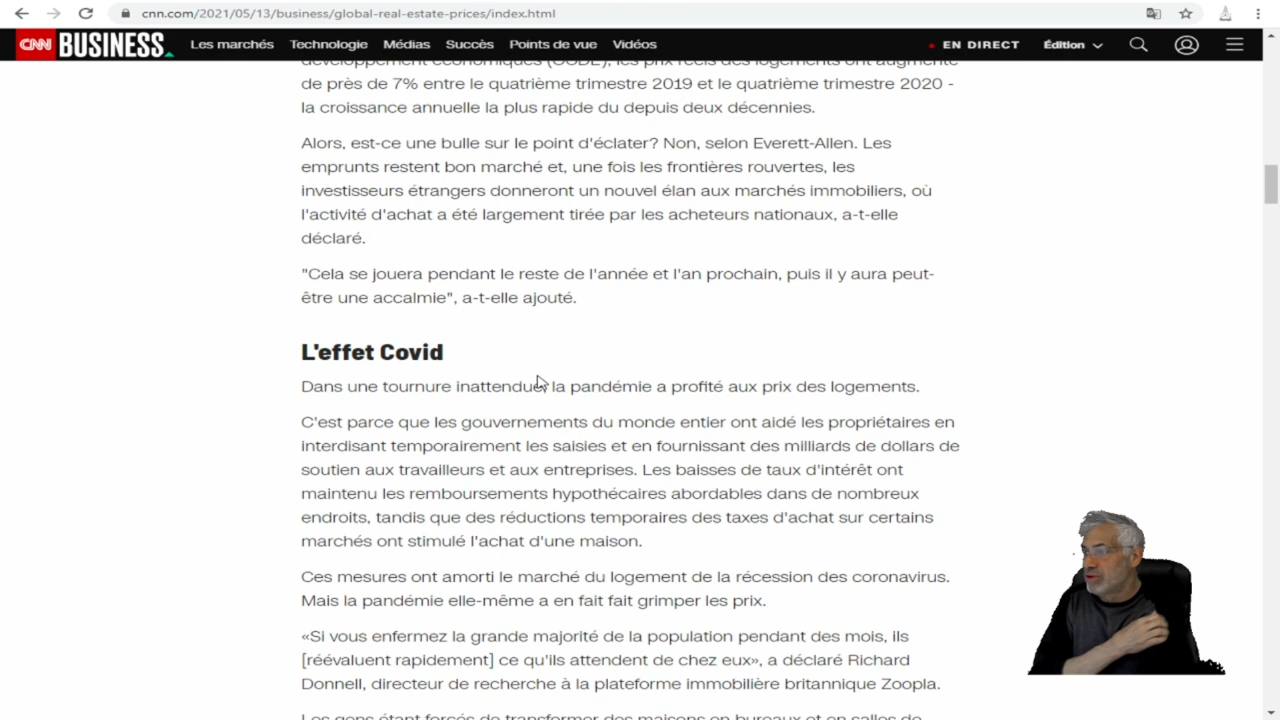 cnn.com/2021/05/13/business/global-real-estate-prices/index.html
CNN BUSINESS Les marchés Technologie Médias Succès Points de vue Vidéos EN DIRECT Édition
développement économiques (OCDE), les prix réels des logements ont augmenté
de près de 7% entre le quatrième trimestre 2019 et le quatrième trimestre 2020 -
la croissance annuelle la plus rapide du depuis deux décennies.
Alors, est-ce une bulle sur le point d'éclater? Non, selon Everett-Allen. Les
emprunts restent bon marché et, une fois les frontières rouvertes, les
investisseurs étrangers donneront un nouvel élan aux marchés immobiliers, où
l'activité d'achat a été largement tirée par les acheteurs nationaux, a-t-elle
déclaré.
"Cela se jouera pendant le reste de l'année et l'an prochain, puis il y aura peut-
être une accalmie", a-t-elle ajouté.
L'effet Covid
Dans une tournure inattendue, la pandémie a profité aux prix des logements.
C'est parce que les gouvernements du monde entier ont aidé les propriétaires en
interdisant temporairement les saisies et en fournissant des milliards de dollars de
soutien aux travailleurs et aux entreprises. Les baisses de taux d'intérêt ont
maintenu les remboursements hypothécaires abordables dans de nombreux
endroits, tandis que des réductions temporaires des taxes d'achat sur certains
marchés ont stimulé l'achat d'une maison.
Ces mesures ont amorti le marché du logement de la récession des coronavirus.
Mais la pandémie elle-même a en fait fait grimper les prix.
«Si vous enfermez la grande majorité de la population pendant des mois, ils
[réévaluent rapidement] ce qu'ils attendent de chez eux», a déclaré Richard
Donnell, directeur de recherche à la plateforme immobilière britannique Zoopla.
Les gens étant forcés de transformer des maisons en bureaux et en salles de